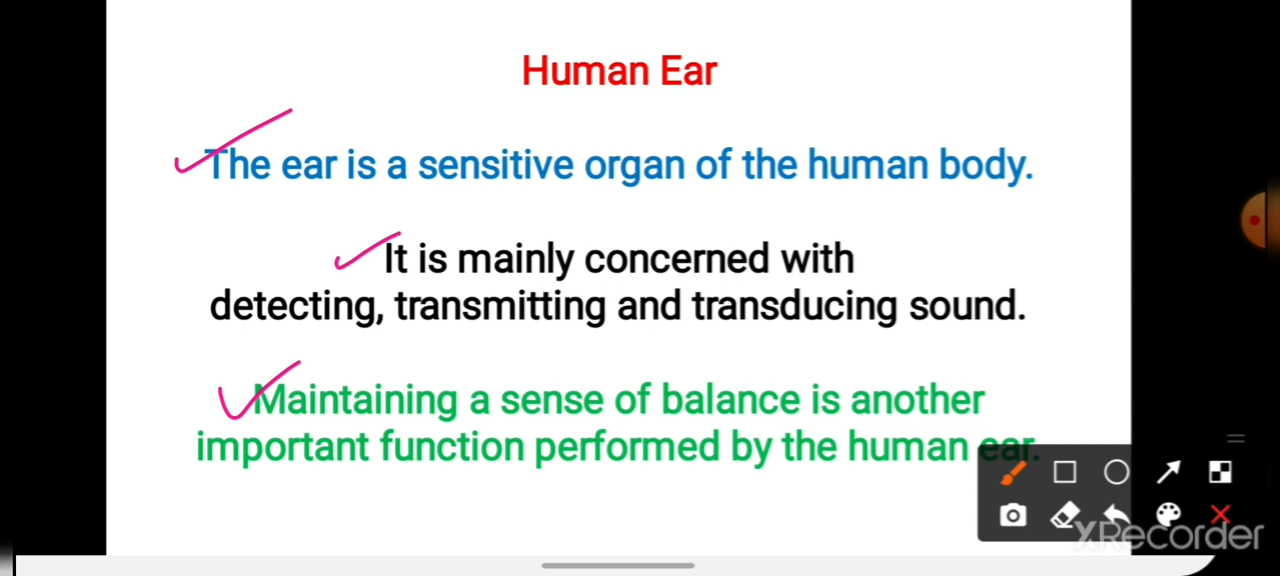 Human Ear
The ear is a sensitive organ of the human body.
It is mainly concerned with
detecting, transmitting and transducing sound.
Maintaining a sense of balance is another
important function performed by the human ear.
XRecorder